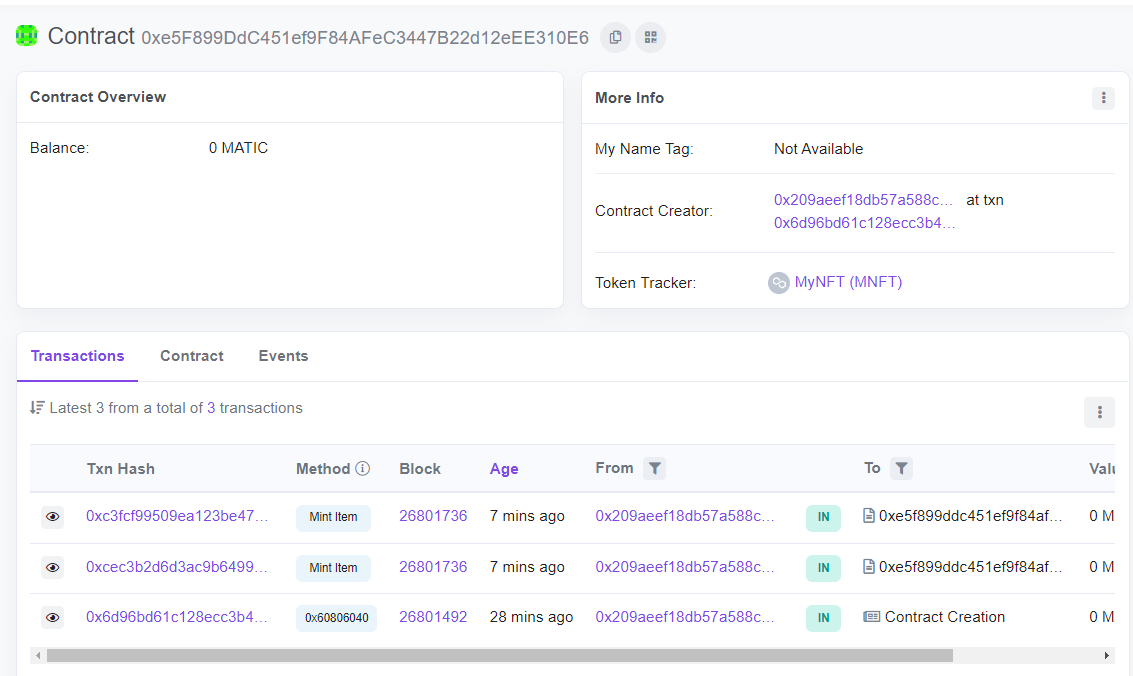 Contract 0xe5F899DdC451ef9F84AFeC3447B22d12eEE310E6
Contract Overview
Balance: 0 MATIC
More Info
My Name Tag: Not Available
Contract Creator: 0x209aeef18db57a588c... at txn
0x6d96bd61c128ecc3b4...
Token Tracker: MyNFT (MNFT)
Transactions Contract Events
Latest 3 from a total of 3 transactions
Txn Hash Method Block Age From To Valu
0xc3fcf99509ea123be47... Mint Item 26801736 7 mins ago 0x209aeef18db57a588c... IN 0xe5f899ddc451ef9f84af... 0 M
0xcec3b2d6d3ac9b6499... Mint Item 26801736 7 mins ago 0x209aeef18db57a588c... IN 0xe5f899ddc451ef9f84af... 0 M
0x6d96bd61c128ecc3b4... 0x60806040 26801492 28 mins ago 0x209aeef18db57a588c... IN Contract Creation 0 M